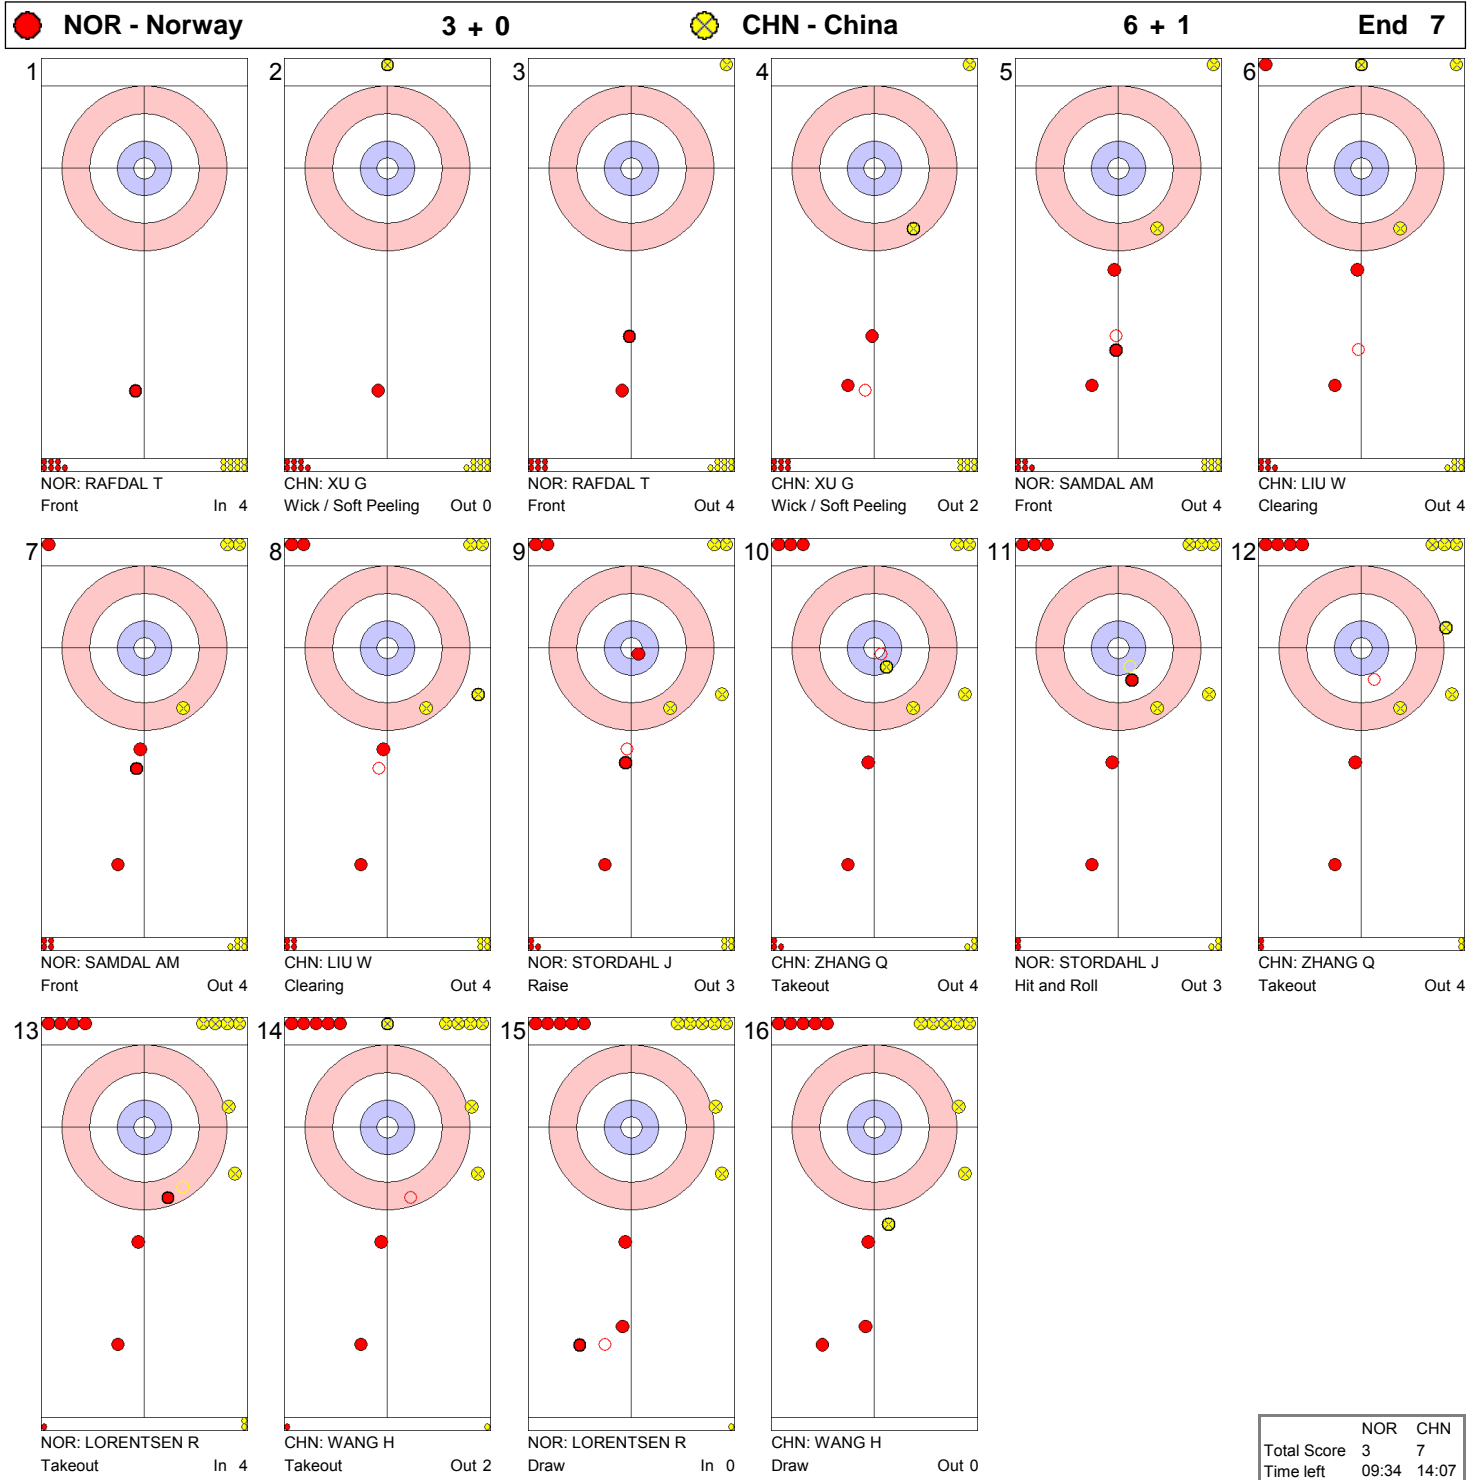 NOR - Norway 3 + 0 CHN - China 6 + 1 End 7
1 2 3 4 5 6
NOR: RAFDAL T CHN: XU G NOR: RAFDAL T CHN: XU G NOR: SAMDAL AM CHN: LIU W
Front In 4 Wick / Soft Peeling Out 0 Front Out 4 Wick / Soft Peeling Out 2 Front Out 4 Clearing Out 4
7 8 9 10 11 12
NOR: SAMDAL AM CHN: LIU W NOR: STORDAHL J CHN: ZHANG Q NOR: STORDAHL J CHN: ZHANG Q
Front Out 4 Clearing Out 4 Raise Out 3 Takeout Out 4 Hit and Roll Out 3 Takeout Out 4
13 14 15 16
NOR: LORENTSEN R CHN: WANG H NOR: LORENTSEN R CHN: WANG H
Takeout In 4 Takeout Out 2 Draw In 0 Draw Out 0
NOR CHN
Total Score 3 7
Time left 09:34 14:07